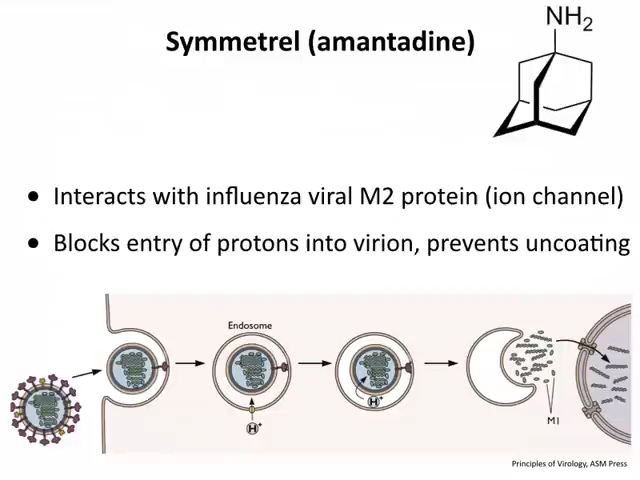 Symmetrel (amantadine)
NH₂
• Interacts with influenza viral M2 protein (ion channel)
• Blocks entry of protons into virion, prevents uncoating
Endosome
H⁺
H⁺
M1
Principles of Virology, ASM Press